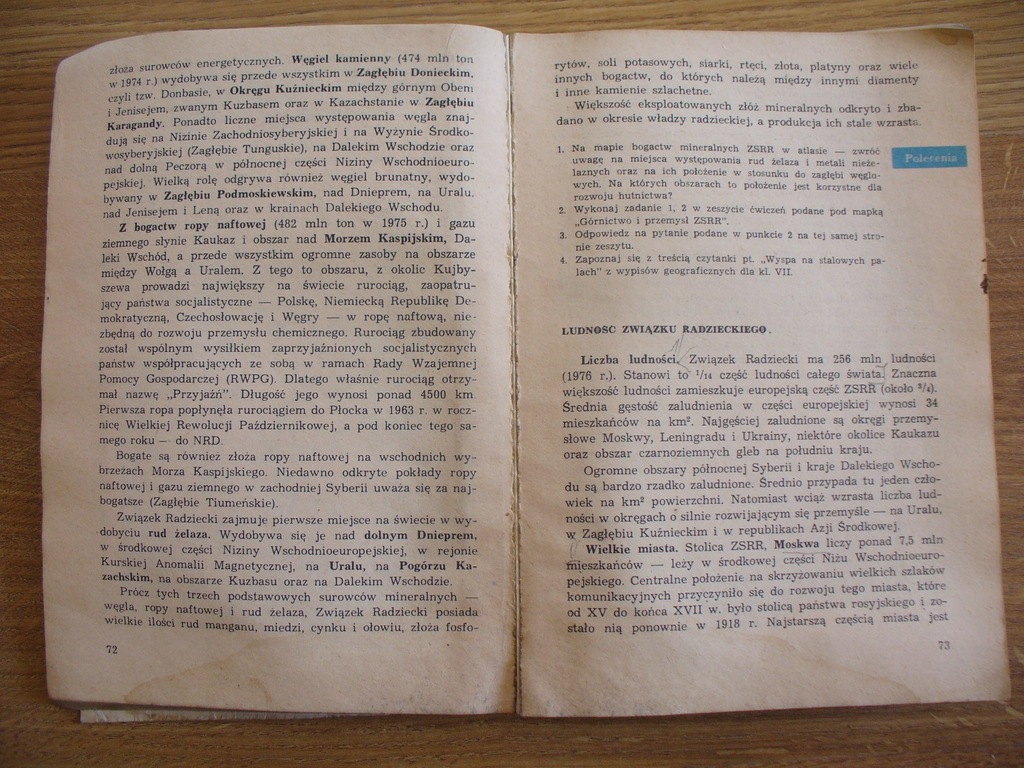 złoża surowców energetycznych. Węgiel kamienny (474 mln ton
w 1974 r.) wydobywa się przede wszystkim w Zagłębiu Donieckim,
czyli tzw. Donbasie, w Okręgu Kuźnieckim między górnym Obem
i Jenisejem, zwanym Kuzbasem oraz w Kazachstanie w Zagłębiu
Karagandy. Ponadto liczne miejsca występowania węgla znaj-
dują się na Nizinie Zachodniosyberyjskiej i na Wyżynie Środko-
wosyberyjskiej (Zagłębie Tunguskie), na Dalekim Wschodzie oraz
nad dolną Peczorą w północnej części Niziny Wschodnioeuro-
pejskiej. Wielką rolę odgrywa również węgiel brunatny, wydo-
bywany w Zagłębiu Podmoskiewskim, nad Dnieprem, na Uralu,
nad Jenisejem i Leną oraz w krainach Dalekiego Wschodu.
Z bogactw ropy naftowej (482 mln ton w 1975 r.) i gazu
ziemnego słynie Kaukaz i obszar nad Morzem Kaspijskim, Da-
leki Wschód, a przede wszystkim ogromne zasoby na obszarze
między Wołgą a Uralem. Z tego to obszaru, z okolic Kujby-
szewa prowadzi największy na świecie rurociąg, zaopatru-
jący państwa socjalistyczne — Polskę, Niemiecką Republikę De-
mokratyczną, Czechosłowację i Węgry — w ropę naftową, nie-
zbędną do rozwoju przemysłu chemicznego. Rurociąg zbudowany
został wspólnym wysiłkiem zaprzyjaźnionych socjalistycznych
państw współpracujących ze sobą w ramach Rady Wzajemnej
Pomocy Gospodarczej (RWPG). Dlatego właśnie rurociąg otrzy-
mał nazwę „Przyjaźń”. Długość jego wynosi ponad 4500 km.
Pierwsza ropa popłynęła rurociągiem do Płocka w 1963 r. w rocz-
nicę Wielkiej Rewolucji Październikowej, a pod koniec tego sa-
mego roku — do NRD.
Bogate są również złoża ropy naftowej na wschodnich wy-
brzeżach Morza Kaspijskiego. Niedawno odkryte pokłady ropy
naftowej i gazu ziemnego w zachodniej Syberii uważa się za naj-
bogatsze (Zagłębie Tiumeńskie).
Związek Radziecki zajmuje pierwsze miejsce na świecie w wy-
dobyciu rud żelaza. Wydobywa się je nad dolnym Dnieprem,
w środkowej części Niziny Wschodnioeuropejskiej, w rejonie
Kurskiej Anomalii Magnetycznej, na Uralu, na Pogórzu Ka-
zachskim, na obszarze Kuzbasu oraz na Dalekim Wschodzie.
Prócz tych trzech podstawowych surowców mineralnych —
węgla, ropy naftowej i rud żelaza, Związek Radziecki posiada
wielkie ilości rud manganu, miedzi, cynku i ołowiu, złoża fosfo-
72
rytów, soli potasowych, siarki, rtęci, złota, platyny oraz wiele
innych bogactw, do których należą między innymi diamenty
i inne kamienie szlachetne.
Większość eksploatowanych złóż mineralnych odkryto i zba-
dano w okresie władzy radzieckiej, a produkcja ich stale wzrasta.
Polecenia
1. Na mapie bogactw mineralnych ZSRR w atlasie — zwróć
uwagę na miejsca występowania rud żelaza i metali nieże-
laznych oraz na ich położenie w stosunku do zagłębi węglo-
wych. Na których obszarach to położenie jest korzystne dla
rozwoju hutnictwa?
2. Wykonaj zadanie 1, 2 w zeszycie ćwiczeń podane pod mapką
„Górnictwo i przemysł ZSRR”.
3. Odpowiedz na pytanie podane w punkcie 2 na tej samej stro-
nie zeszytu.
4. Zapoznaj się z treścią czytanki pt. „Wyspa na stalowych pa-
lach” z wypisów geograficznych dla kl. VII.
LUDNOŚĆ ZWIĄZKU RADZIECKIEGO.
Liczba ludności. Związek Radziecki ma 256 mln ludności
(1976 r.). Stanowi to 1/14 część ludności całego świata. Znaczna
większość ludności zamieszkuje europejską część ZSRR (około 3/4).
Średnia gęstość zaludnienia w części europejskiej wynosi 34
mieszkańców na km². Najgęściej zaludnione są okręgi przemy-
słowe Moskwy, Leningradu i Ukrainy, niektóre okolice Kaukazu
oraz obszar czarnoziemnych gleb na południu kraju.
Ogromne obszary północnej Syberii i kraje Dalekiego Wscho-
du są bardzo rzadko zaludnione. Średnio przypada tu jeden czło-
wiek na km² powierzchni. Natomiast wciąż wzrasta liczba lud-
ności w okręgach o silnie rozwijającym się przemyśle — na Uralu,
w Zagłębiu Kuźnieckim i w republikach Azji Środkowej.
Wielkie miasta. Stolica ZSRR, Moskwa liczy ponad 7,5 mln
mieszkańców — leży w środkowej części Niżu Wschodnioeuro-
pejskiego. Centralne położenie na skrzyżowaniu wielkich szlaków
komunikacyjnych przyczyniło się do rozwoju tego miasta, które
od XV do końca XVII w. było stolicą państwa rosyjskiego i zo-
stało nią ponownie w 1918 r. Najstarszą częścią miasta jest
73